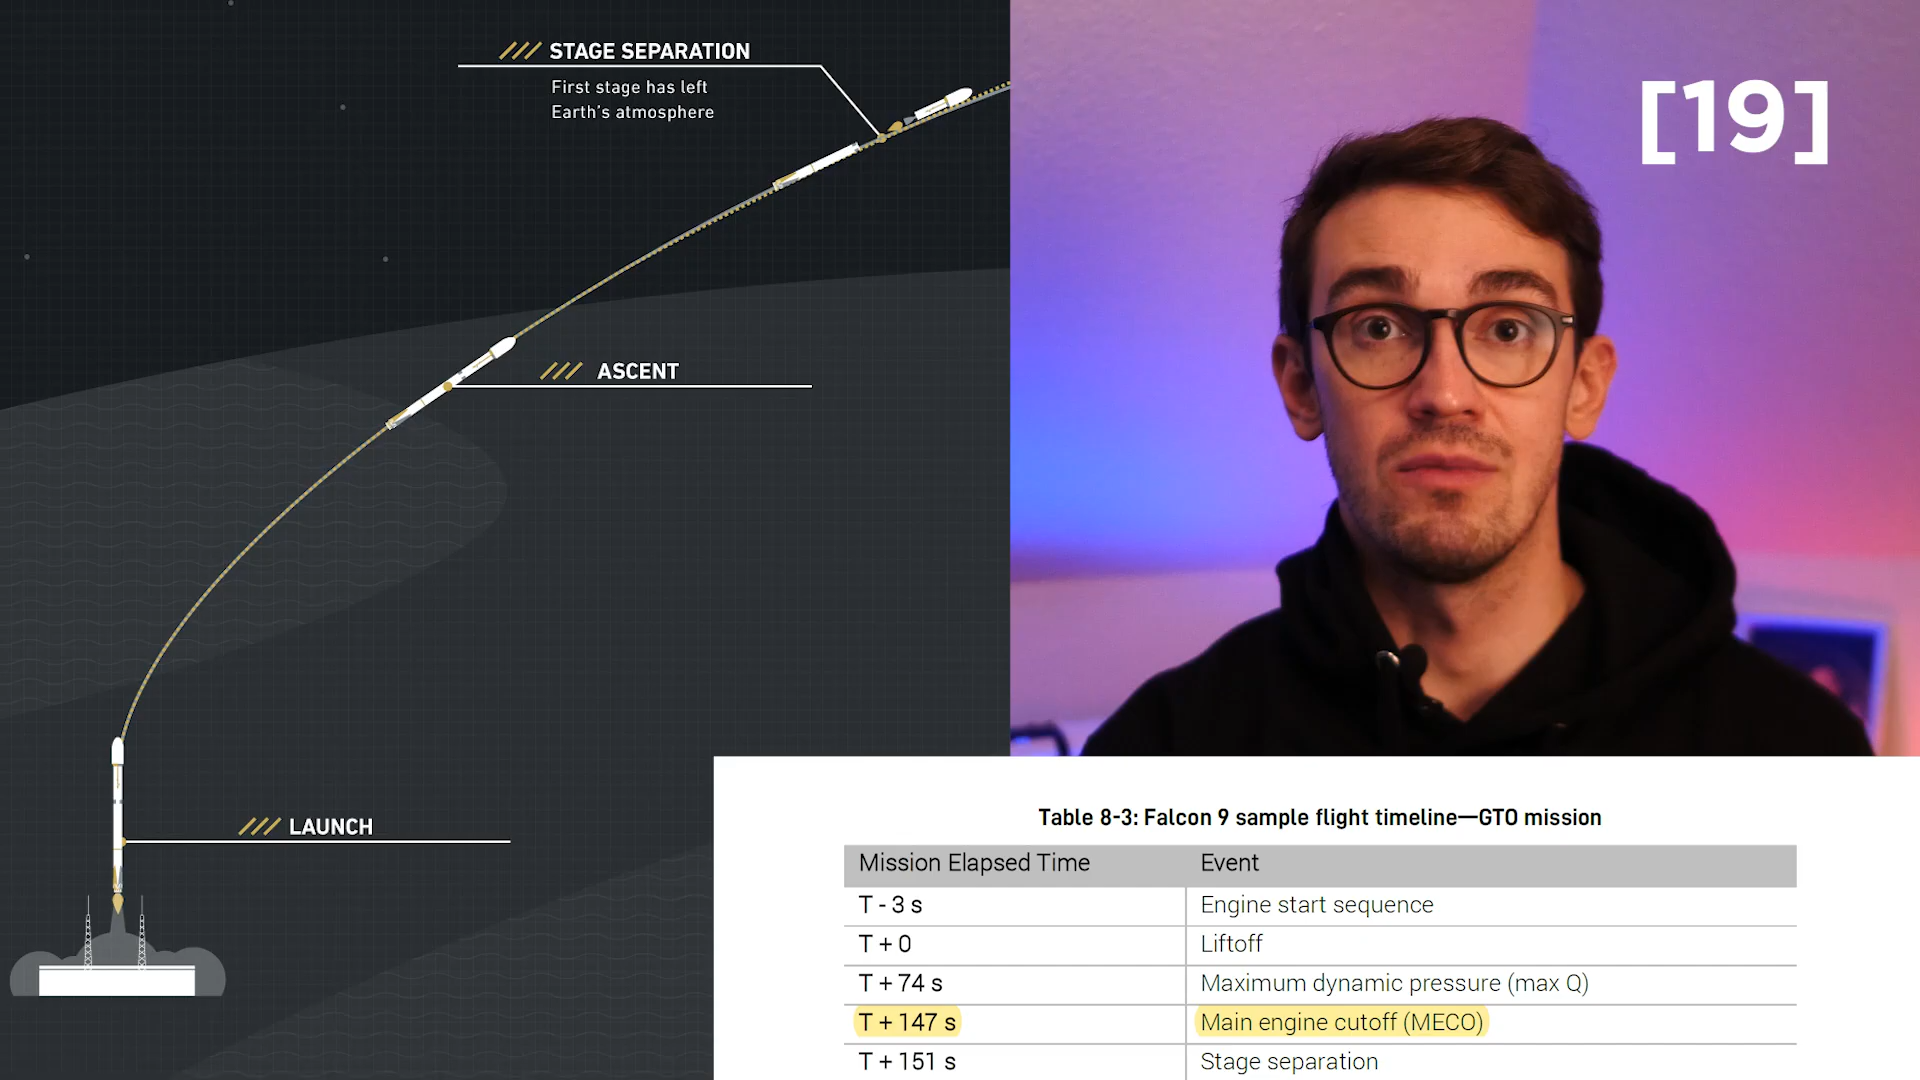 STAGE SEPARATION
First stage has left
Earth's atmosphere
[19]
ASCENT
LAUNCH
Table 8-3: Falcon 9 sample flight timeline—GTO mission
Mission Elapsed Time Event
T - 3 s Engine start sequence
T + 0 Liftoff
T + 74 s Maximum dynamic pressure (max Q)
T + 147 s Main engine cutoff (MECO)
T + 151 s Stage separation